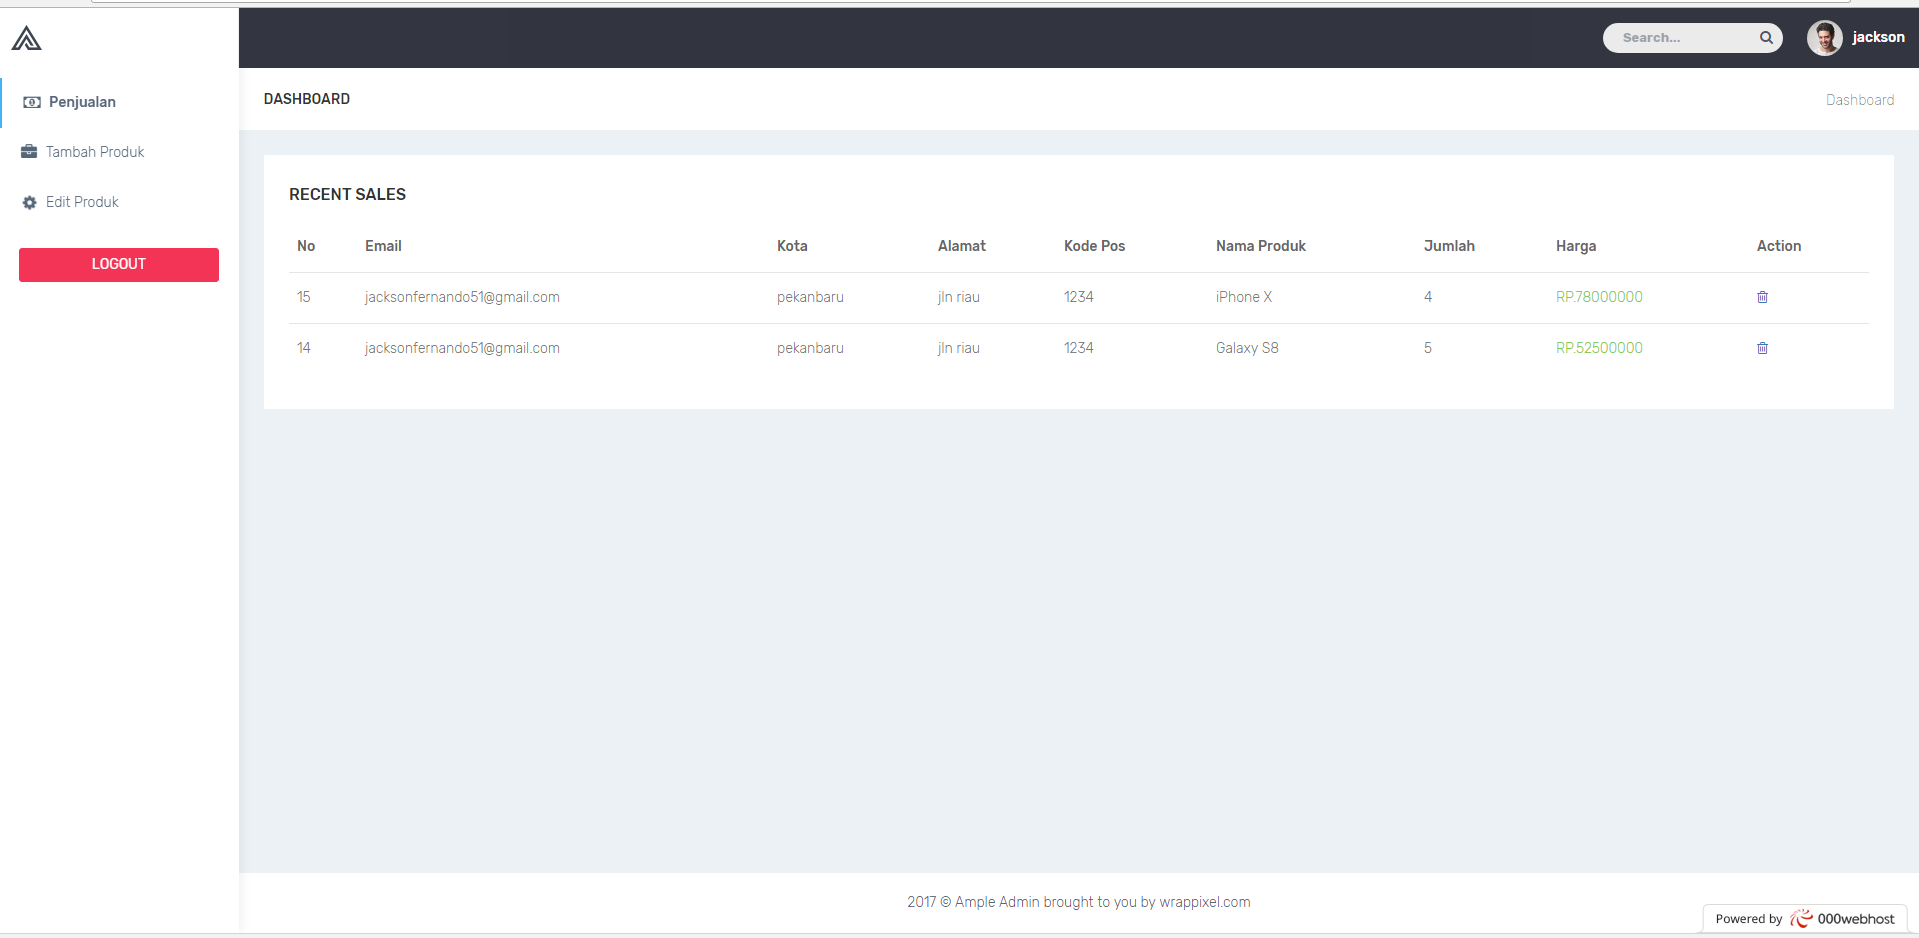 Search...
jackson
Penjualan
Tambah Produk
Edit Produk
LOGOUT
DASHBOARD
Dashboard
RECENT SALES
No Email Kota Alamat Kode Pos Nama Produk Jumlah Harga Action
15 jacksonfernando51@gmail.com pekanbaru jln riau 1234 iPhone X 4 RP.78000000
14 jacksonfernando51@gmail.com pekanbaru jln riau 1234 Galaxy S8 5 RP.52500000
2017 © Ample Admin brought to you by wrappixel.com
Powered by 000webhost